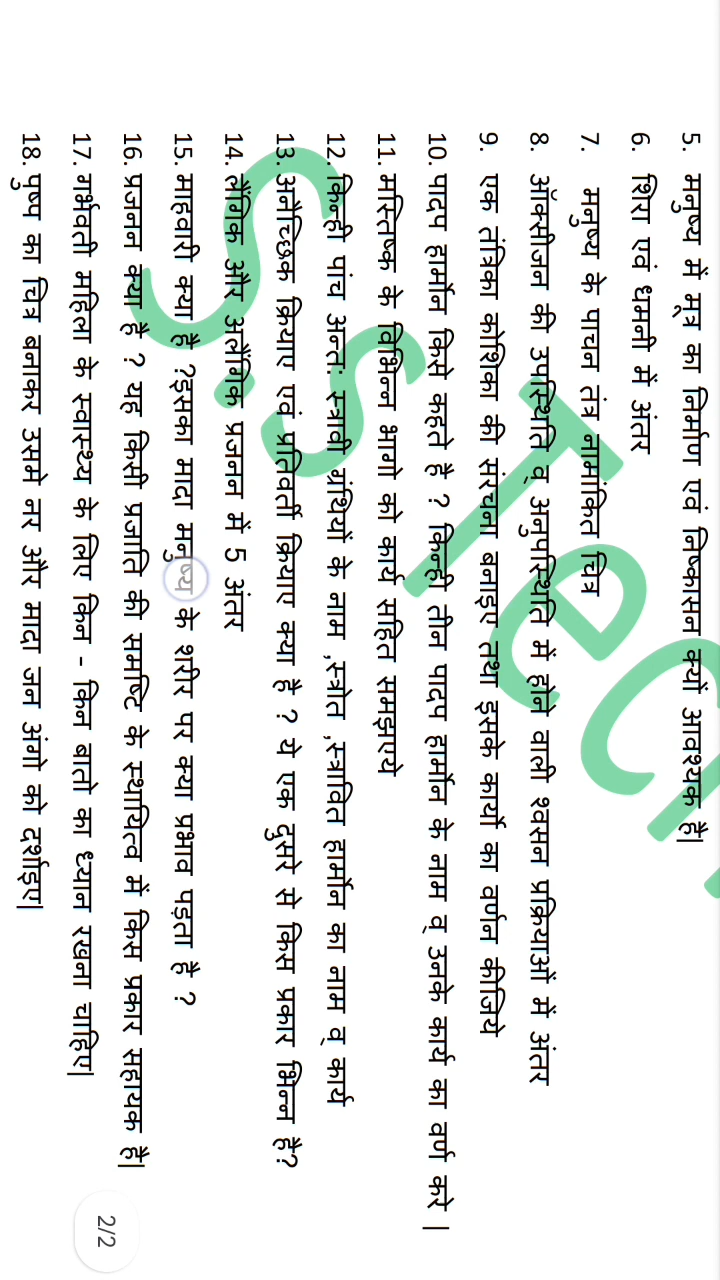 5. मनुष्य में मूत्र का निर्माण एवं निष्कासन क्यों आवश्यक है|
6. शिरा एवं धमनी में अंतर
7. मनुष्य के पाचन तंत्र नामांकित चित्र
8. ऑक्सीजन की उपस्थिति व् अनुपस्थिति में होने वाली श्वसन प्रक्रियाओं में अंतर
9. एक तंत्रिका कोशिका की संरचना बनाइए तथा इसके कार्यो का वर्णन कीजिये
10. पादप हार्मोन किसे कहते है ? किन्ही तीन पादप हार्मोन के नाम व् उनके कार्य का वर्ण करे |
11. मस्तिष्क के विभिन्न भागो को कार्य सहित समझाएये
12. किन्ही पांच अन्त: स्त्रावी ग्रंथियों के नाम ,स्त्रोत ,स्त्रावित हार्मोन का नाम व् कार्य
13. अनैच्छिक क्रियाए एवं प्रतिवर्ती क्रियाए क्या है ? ये एक दुसरे से किस प्रकार भिन्न है?
14. लैंगिक और अलैंगिक प्रजनन में 5 अंतर
15. माहवारी क्या है ?इसका मादा मनुष्य के शरीर पर क्या प्रभाव पड़ता है ?
16. प्रजनन क्या है ? यह किसी प्रजाति की समष्टि के स्थायित्व में किस प्रकार सहायक है|
17. गर्भवती महिला के स्वास्थ्य के लिए किन - किन बातो का ध्यान रखना चाहिए|
18. पुष्प का चित्र बनाकर उसमे नर और मादा जन अंगो को दर्शाइए|
S.S Tech
2/2